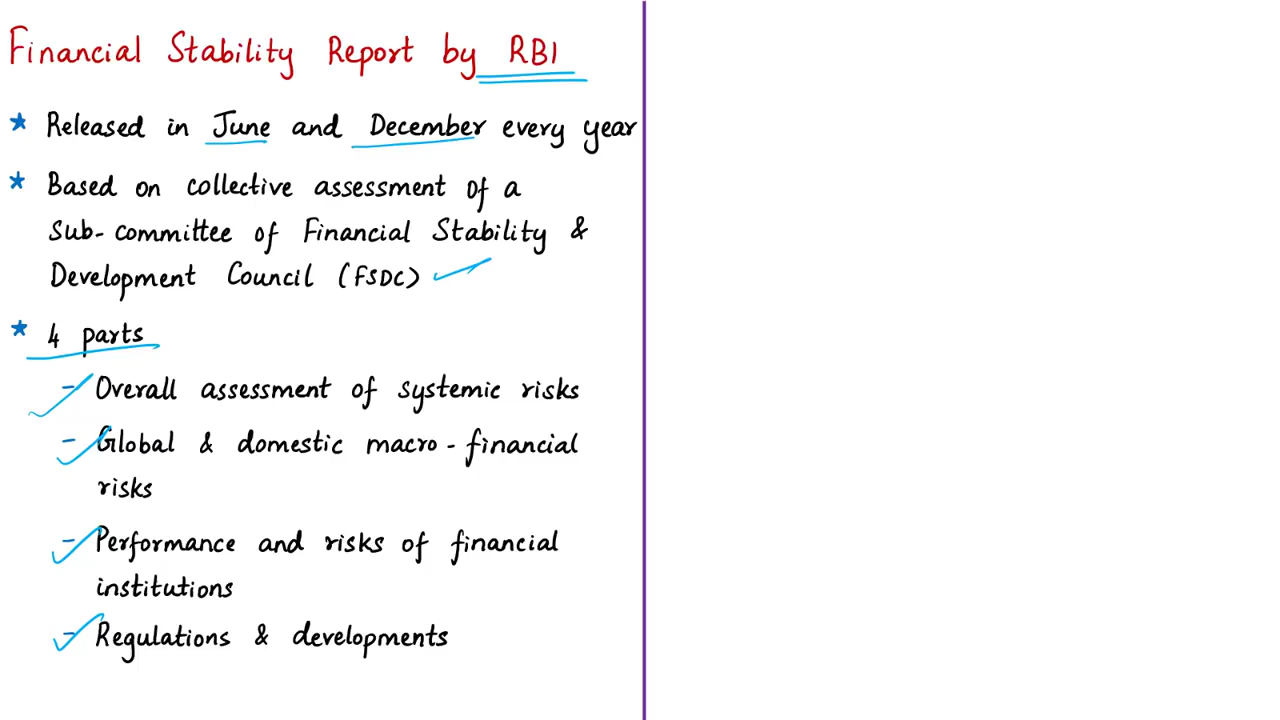 Financial Stability Report by RBI
* Released in June and December every year
* Based on collective assessment of a
Sub-committee of Financial Stability &
Development Council (FSDC)
* 4 parts
- Overall assessment of systemic risks
- Global & domestic macro-financial
risks
- Performance and risks of financial
institutions
- Regulations & developments